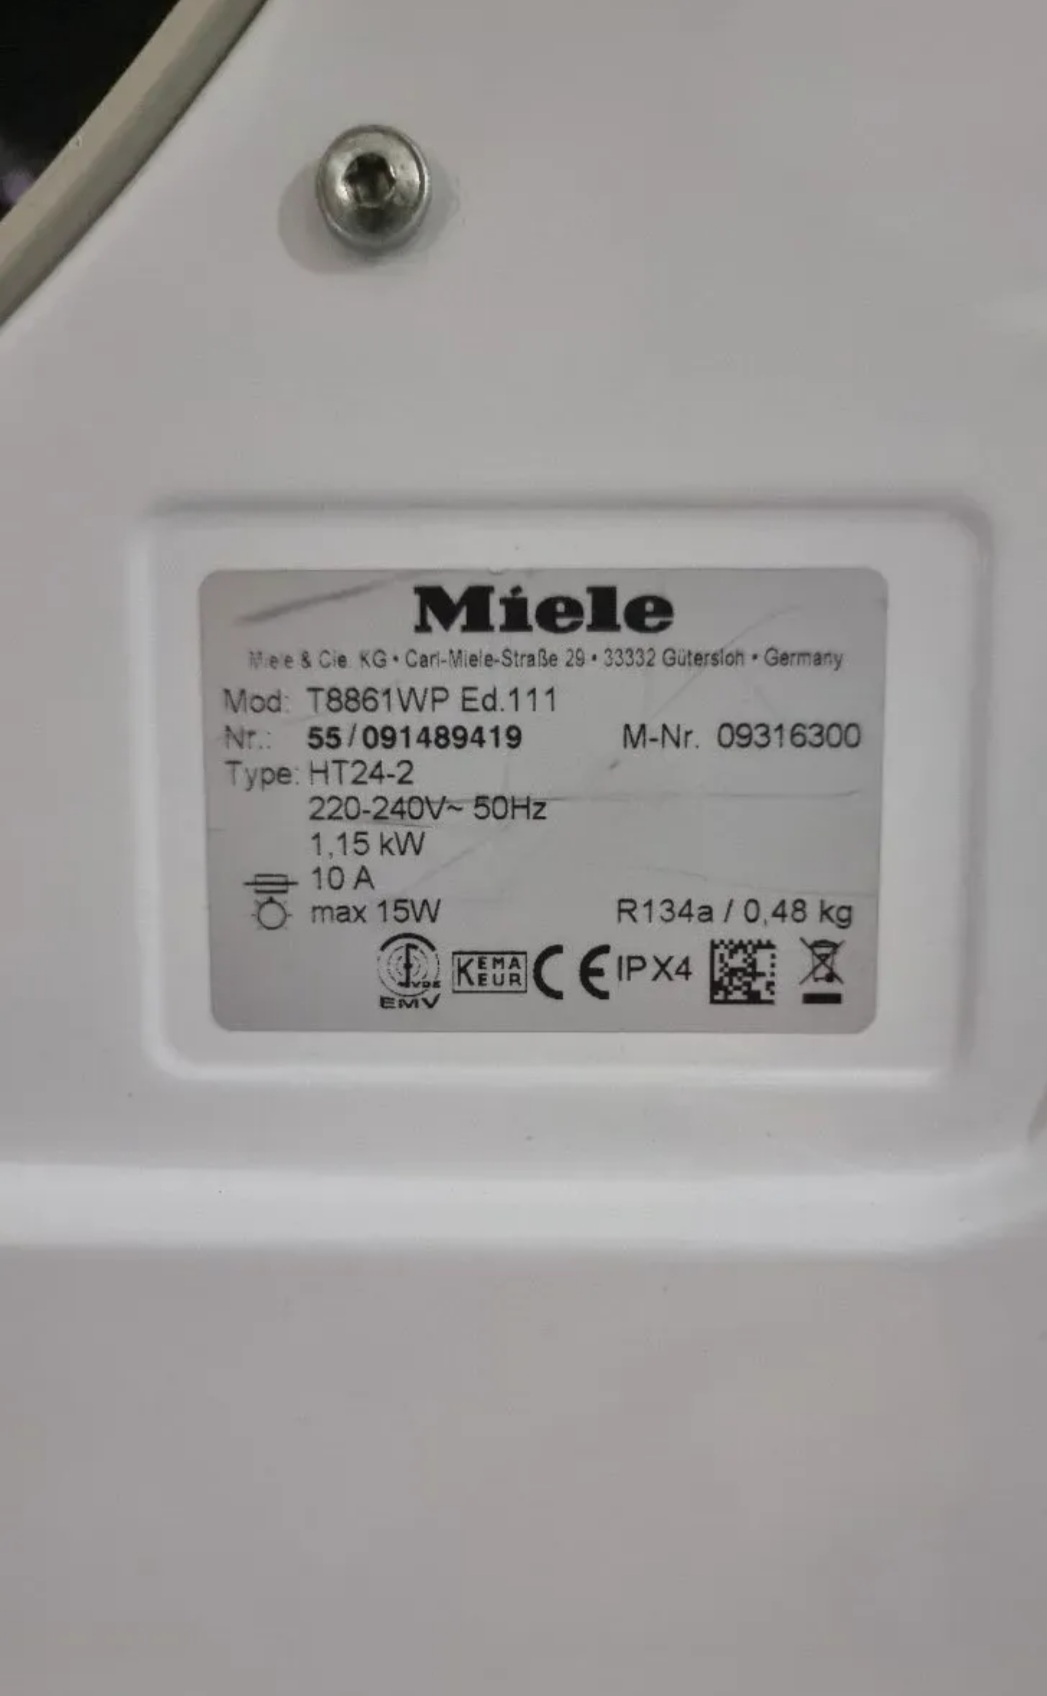 Miele
Miele & Cie. KG • Carl-Miele-Straße 29 • 33332 Gütersloh • Germany
Mod: T8861WP Ed.111
Nr.: 55/091489419 M-Nr. 09316300
Type: HT24-2
220-240V~ 50Hz
1,15 kW
10 A
max 15W R134a / 0,48 kg
VDE
EMV
KEMA
EUR
CE IPX4